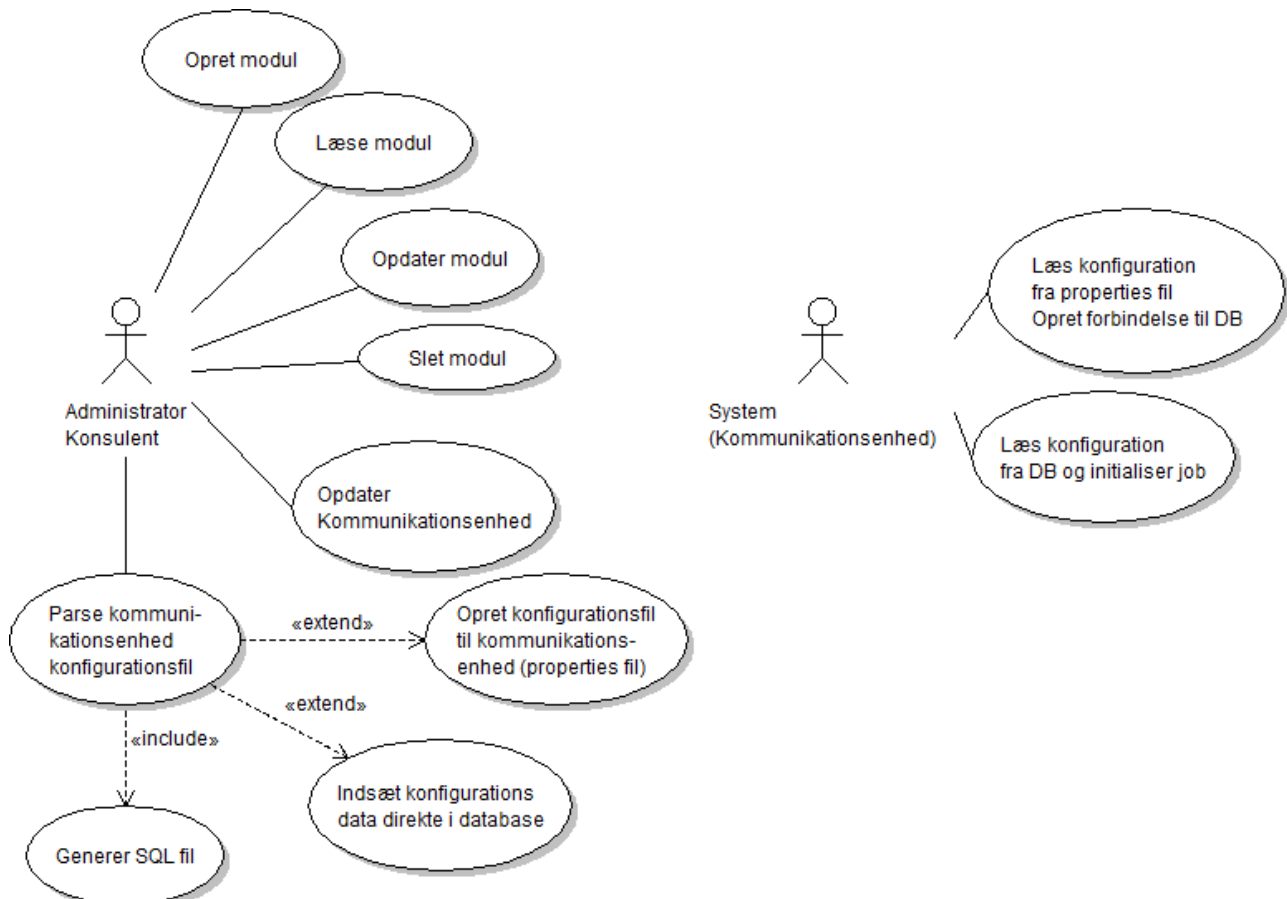 Opret modul
Læse modul
Opdater modul
Slet modul
Administrator
Konsulent
Opdater
Kommunikationsenhed
Parse kommuni-
kationsenhed
konfigurationsfil
«extend»
Opret konfigurationsfil
til kommunikations-
enhed (properties fil)
«extend»
«include»
Indsæt konfigurations
data direkte i database
Generer SQL fil
System
(Kommunikationsenhed)
Læs konfiguration
fra properties fil
Opret forbindelse til DB
Læs konfiguration
fra DB og initialiser job